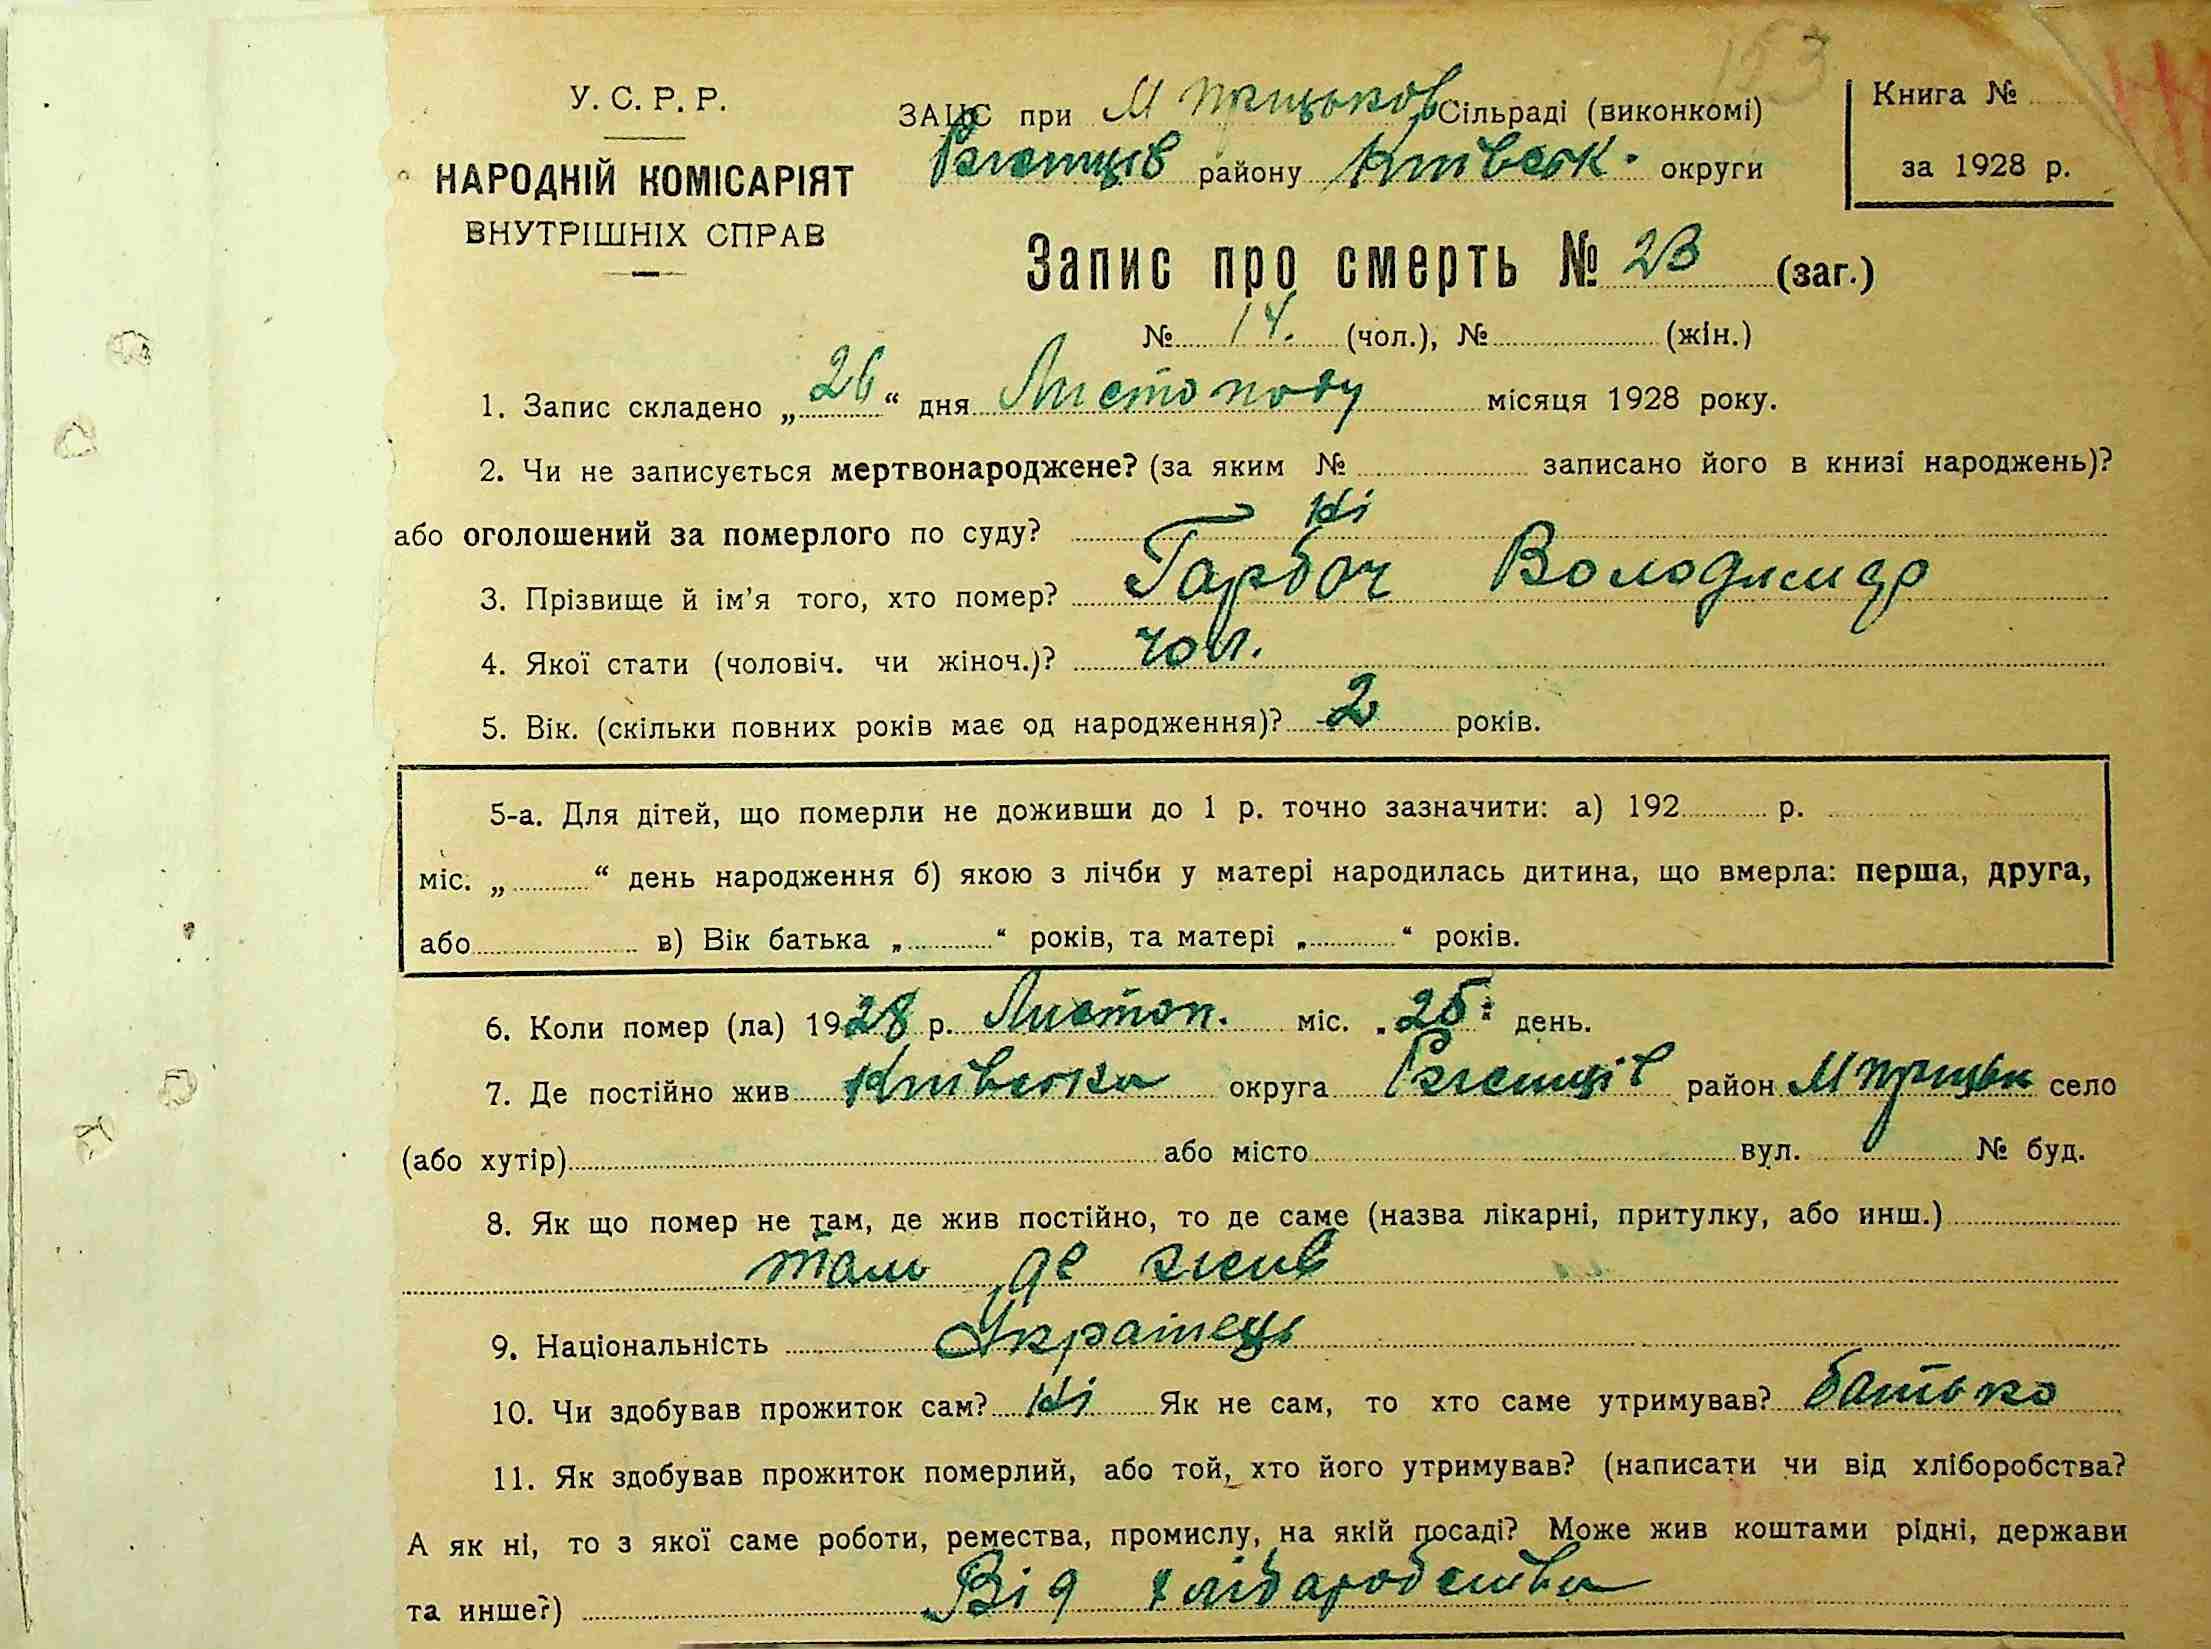 153
У. С. Р. Р.
НАРОДНІЙ КОМІСАРІЯТ
ВНУТРІШНІХ СПРАВ
ЗАЦС при М Прицьков Сільраді (виконкомі)
Ржищів району Київськ. округи
Книга №
за 1928 р.
Запис про смерть № 23 (заг.)
№ 14. (чол.), № (жін.)
1. Запис складено „ 26 “ дня Листопаду місяця 1928 року.
2. Чи не записується мертвонароджене? (за яким № записано його в книзі народжень)?
або оголошений за померлого по суду? Ні
3. Прізвище й ім’я того, хто помер? Гарбоч Володимир
4. Якої стати (чоловіч. чи жіноч.)? чол.
5. Вік. (скільки повних років має од народження)? 2 років.
5-а. Для дітей, що померли не доживши до 1 р. точно зазначити: а) 192 р.
міс. „ “ день народження б) якою з лічби у матері народилась дитина, що вмерла: перша, друга,
або в) Вік батька „ “ років, та матері „ “ років.
6. Коли помер (ла) 1928 р. Листоп. міс. „25“ день.
7. Де постійно жив Київська округа Ржищів район М Прицьки село
(або хутір) або місто вул. № буд.
8. Як що помер не там, де жив постійно, то де саме (назва лікарні, притулку, або инш.)
там де жив
9. Національність Українець
10. Чи здобував прожиток сам? Ні Як не сам, то хто саме утримував? батько
11. Як здобував прожиток померлий, або той, хто його утримував? (написати чи від хліборобства?
А як ні, то з якої саме роботи, ремества, промислу, на якій посаді? Може жив коштами рідні, держави
та инше?) Від хліборобства